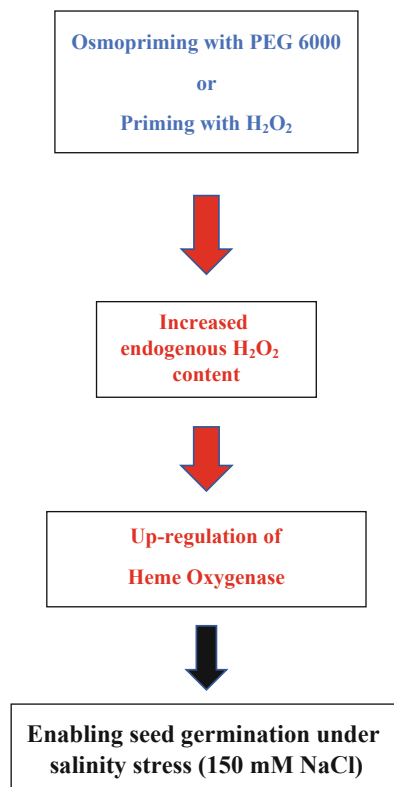 Osmopriming with PEG 6000
or
Priming with H₂O₂
Increased
endogenous H₂O₂
content
Up-regulation of
Heme Oxygenase
Enabling seed germination under
salinity stress (150 mM NaCl)